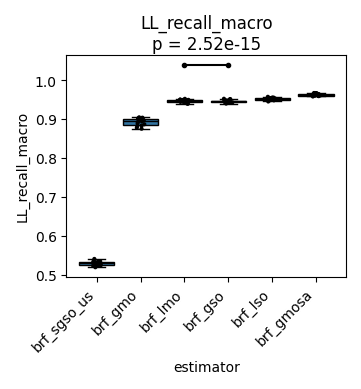 LL_recall_macro
p = 2.52e-15
LL_recall_macro
1.0
0.9
0.8
0.7
0.6
0.5
brf_sgso_us
brf_gmo
brf_lmo
brf_gso
brf_lso
brf_gmosa
estimator